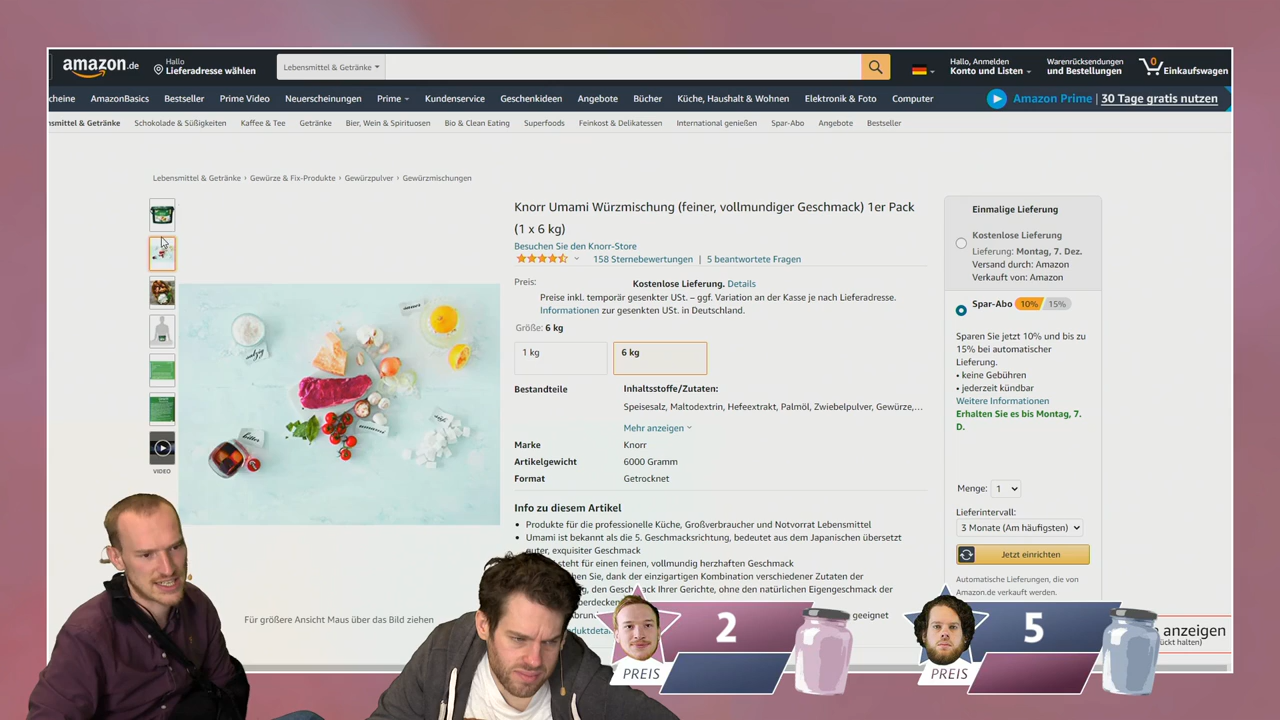 amazon.de
Hallo
Lieferadresse wählen
Lebensmittel & Getränke
Hallo, Anmelden
Konto und Listen
Warenrücksendungen
und Bestellungen
0
Einkaufswagen
cheine AmazonBasics Bestseller Prime Video Neuerscheinungen Prime Kundenservice Geschenkideen Angebote Bücher Küche, Haushalt & Wohnen Elektronik & Foto Computer
Amazon Prime | 30 Tage gratis nutzen
nsmittel & Getränke Schokolade & Süßigkeiten Kaffee & Tee Getränke Bier, Wein & Spirituosen Bio & Clean Eating Superfoods Feinkost & Delikatessen International genießen Spar-Abo Angebote Bestseller
Lebensmittel & Getränke › Gewürze & Fix-Produkte › Gewürzpulver › Gewürzmischungen
VIDEO
salzig
bitter
Für größere Ansicht Maus über das Bild ziehen
Knorr Umami Würzmischung (feiner, vollmundiger Geschmack) 1er Pack
(1 x 6 kg)
Besuchen Sie den Knorr-Store
158 Sternebewertungen | 5 beantwortete Fragen
Preis:
Kostenlose Lieferung. Details
Preise inkl. temporär gesenkter USt. – ggf. Variation an der Kasse je nach Lieferadresse.
Informationen zur gesenkten USt. in Deutschland.
Größe: 6 kg
1 kg
6 kg
Bestandteile
Inhaltsstoffe/Zutaten:
Speisesalz, Maltodextrin, Hefeextrakt, Palmöl, Zwiebelpulver, Gewürze,…
Mehr anzeigen
Marke Knorr
Artikelgewicht 6000 Gramm
Format Getrocknet
Info zu diesem Artikel
• Produkte für die professionelle Küche, Großverbraucher und Notvorrat Lebensmittel
• Umami ist bekannt als die 5. Geschmacksrichtung, bedeutet aus dem Japanischen übersetzt
guter, exquisiter Geschmack
steht für einen feinen, vollmundig herzhaften Geschmack
hen Sie, dank der einzigartigen Kombination verschiedener Zutaten der
g, den Geschmack Ihrer Gerichte, ohne den natürlichen Eigengeschmack der
Einmalige Lieferung
Kostenlose Lieferung
Lieferung: Montag, 7. Dez.
Versand durch: Amazon
Verkauft von: Amazon
Spar-Abo 10% 15%
Sparen Sie jetzt 10% und bis zu
15% bei automatischer
Lieferung.
• keine Gebühren
• jederzeit kündbar
Weitere Informationen
Erhalten Sie es bis Montag, 7.
D.
Menge: 1
Lieferintervall:
3 Monate (Am häufigsten)
Jetzt einrichten
Automatische Lieferungen, die von
Amazon.de verkauft werden.
e anzeigen
rückt halten)
2
PREIS
5
PREIS